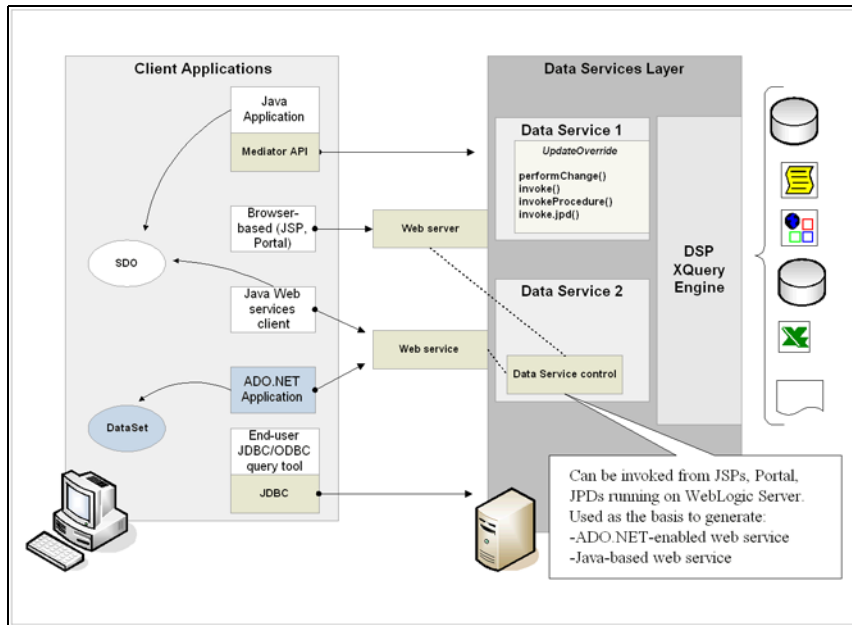 Client Applications
Java
Application
Mediator API
Browser-
based (JSP,
Portal)
SDO
Java Web
services
client
ADO.NET
Application
DataSet
End-user
JDBC/ODBC
query tool
JDBC
Web server
Web service
Data Services Layer
Data Service 1
UpdateOverride
performChange()
invoke()
invokeProcedure()
invoke.jpd()
Data Service 2
Data Service control
DSP
XQuery
Engine
Can be invoked from JSPs, Portal,
JPDs running on WebLogic Server.
Used as the basis to generate:
-ADO.NET-enabled web service
-Java-based web service